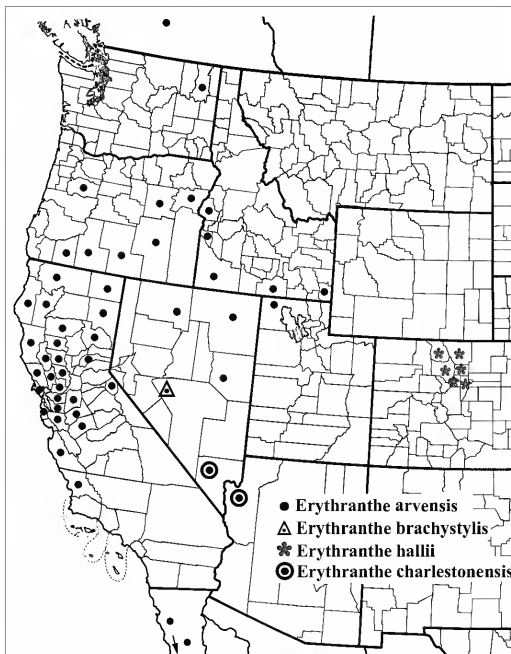 Erythranthe arvensis
Erythranthe brachystylis
Erythranthe hallii
Erythranthe charlestonensis